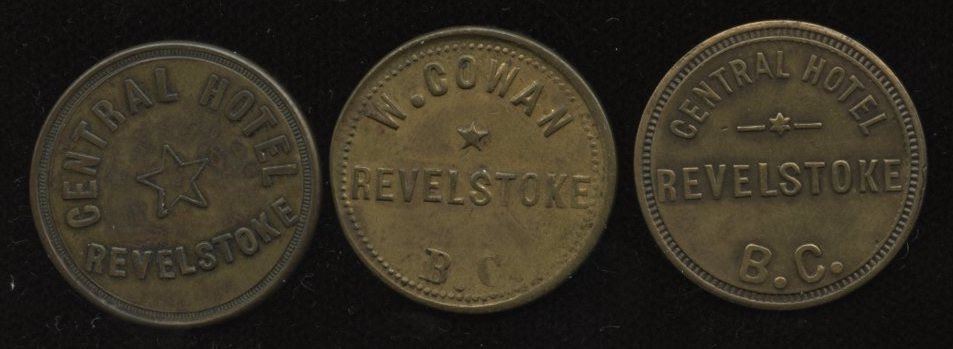 CENTRAL HOTEL
REVELSTOKE
W. COWAN
REVELSTOKE
B.C.
CENTRAL HOTEL
REVELSTOKE
B.C.